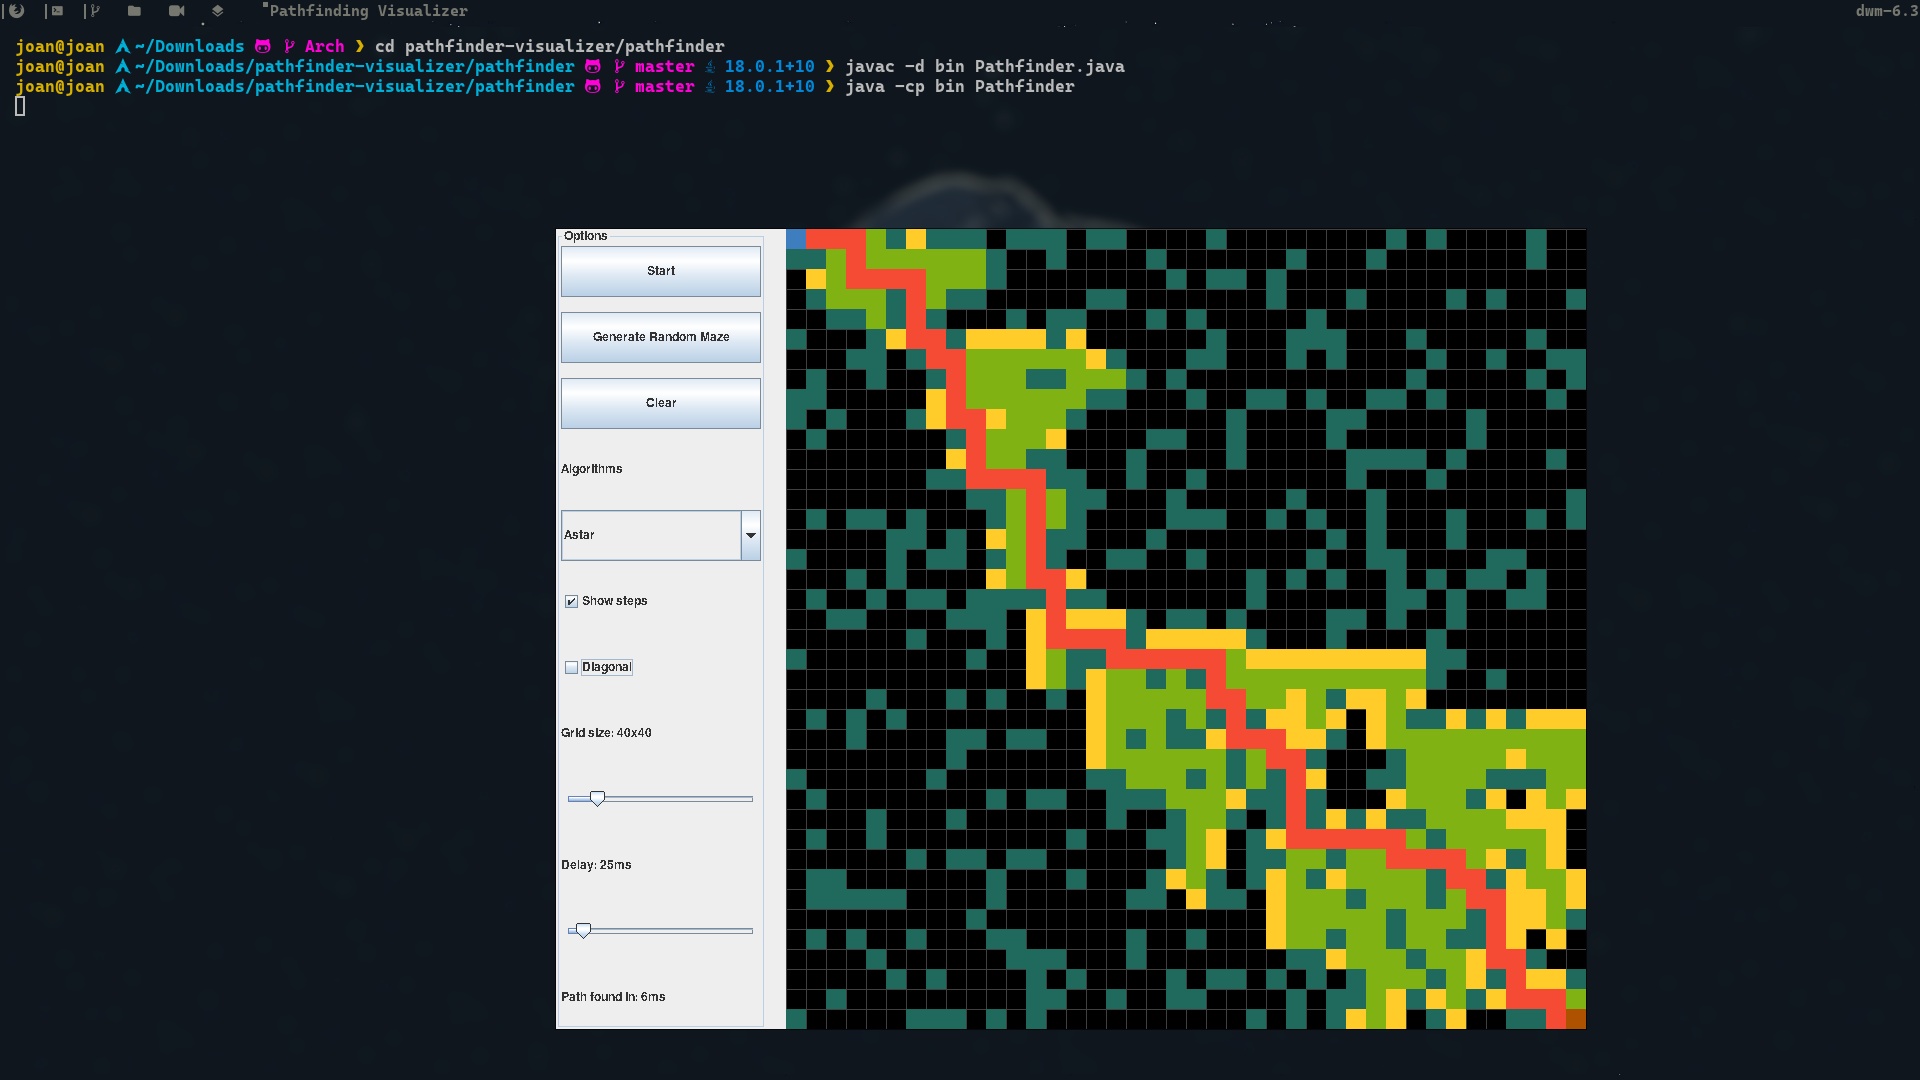 Pathfinding Visualizer
dwm-6.3
joan@joan ~/Downloads Arch ❯ cd pathfinder-visualizer/pathfinder
joan@joan ~/Downloads/pathfinder-visualizer/pathfinder master 18.0.1+10 ❯ javac -d bin Pathfinder.java
joan@joan ~/Downloads/pathfinder-visualizer/pathfinder master 18.0.1+10 ❯ java -cp bin Pathfinder
Options
Start
Generate Random Maze
Clear
Algorithms
Astar
Show steps
Diagonal
Grid size: 40x40
Delay: 25ms
Path found in: 6ms